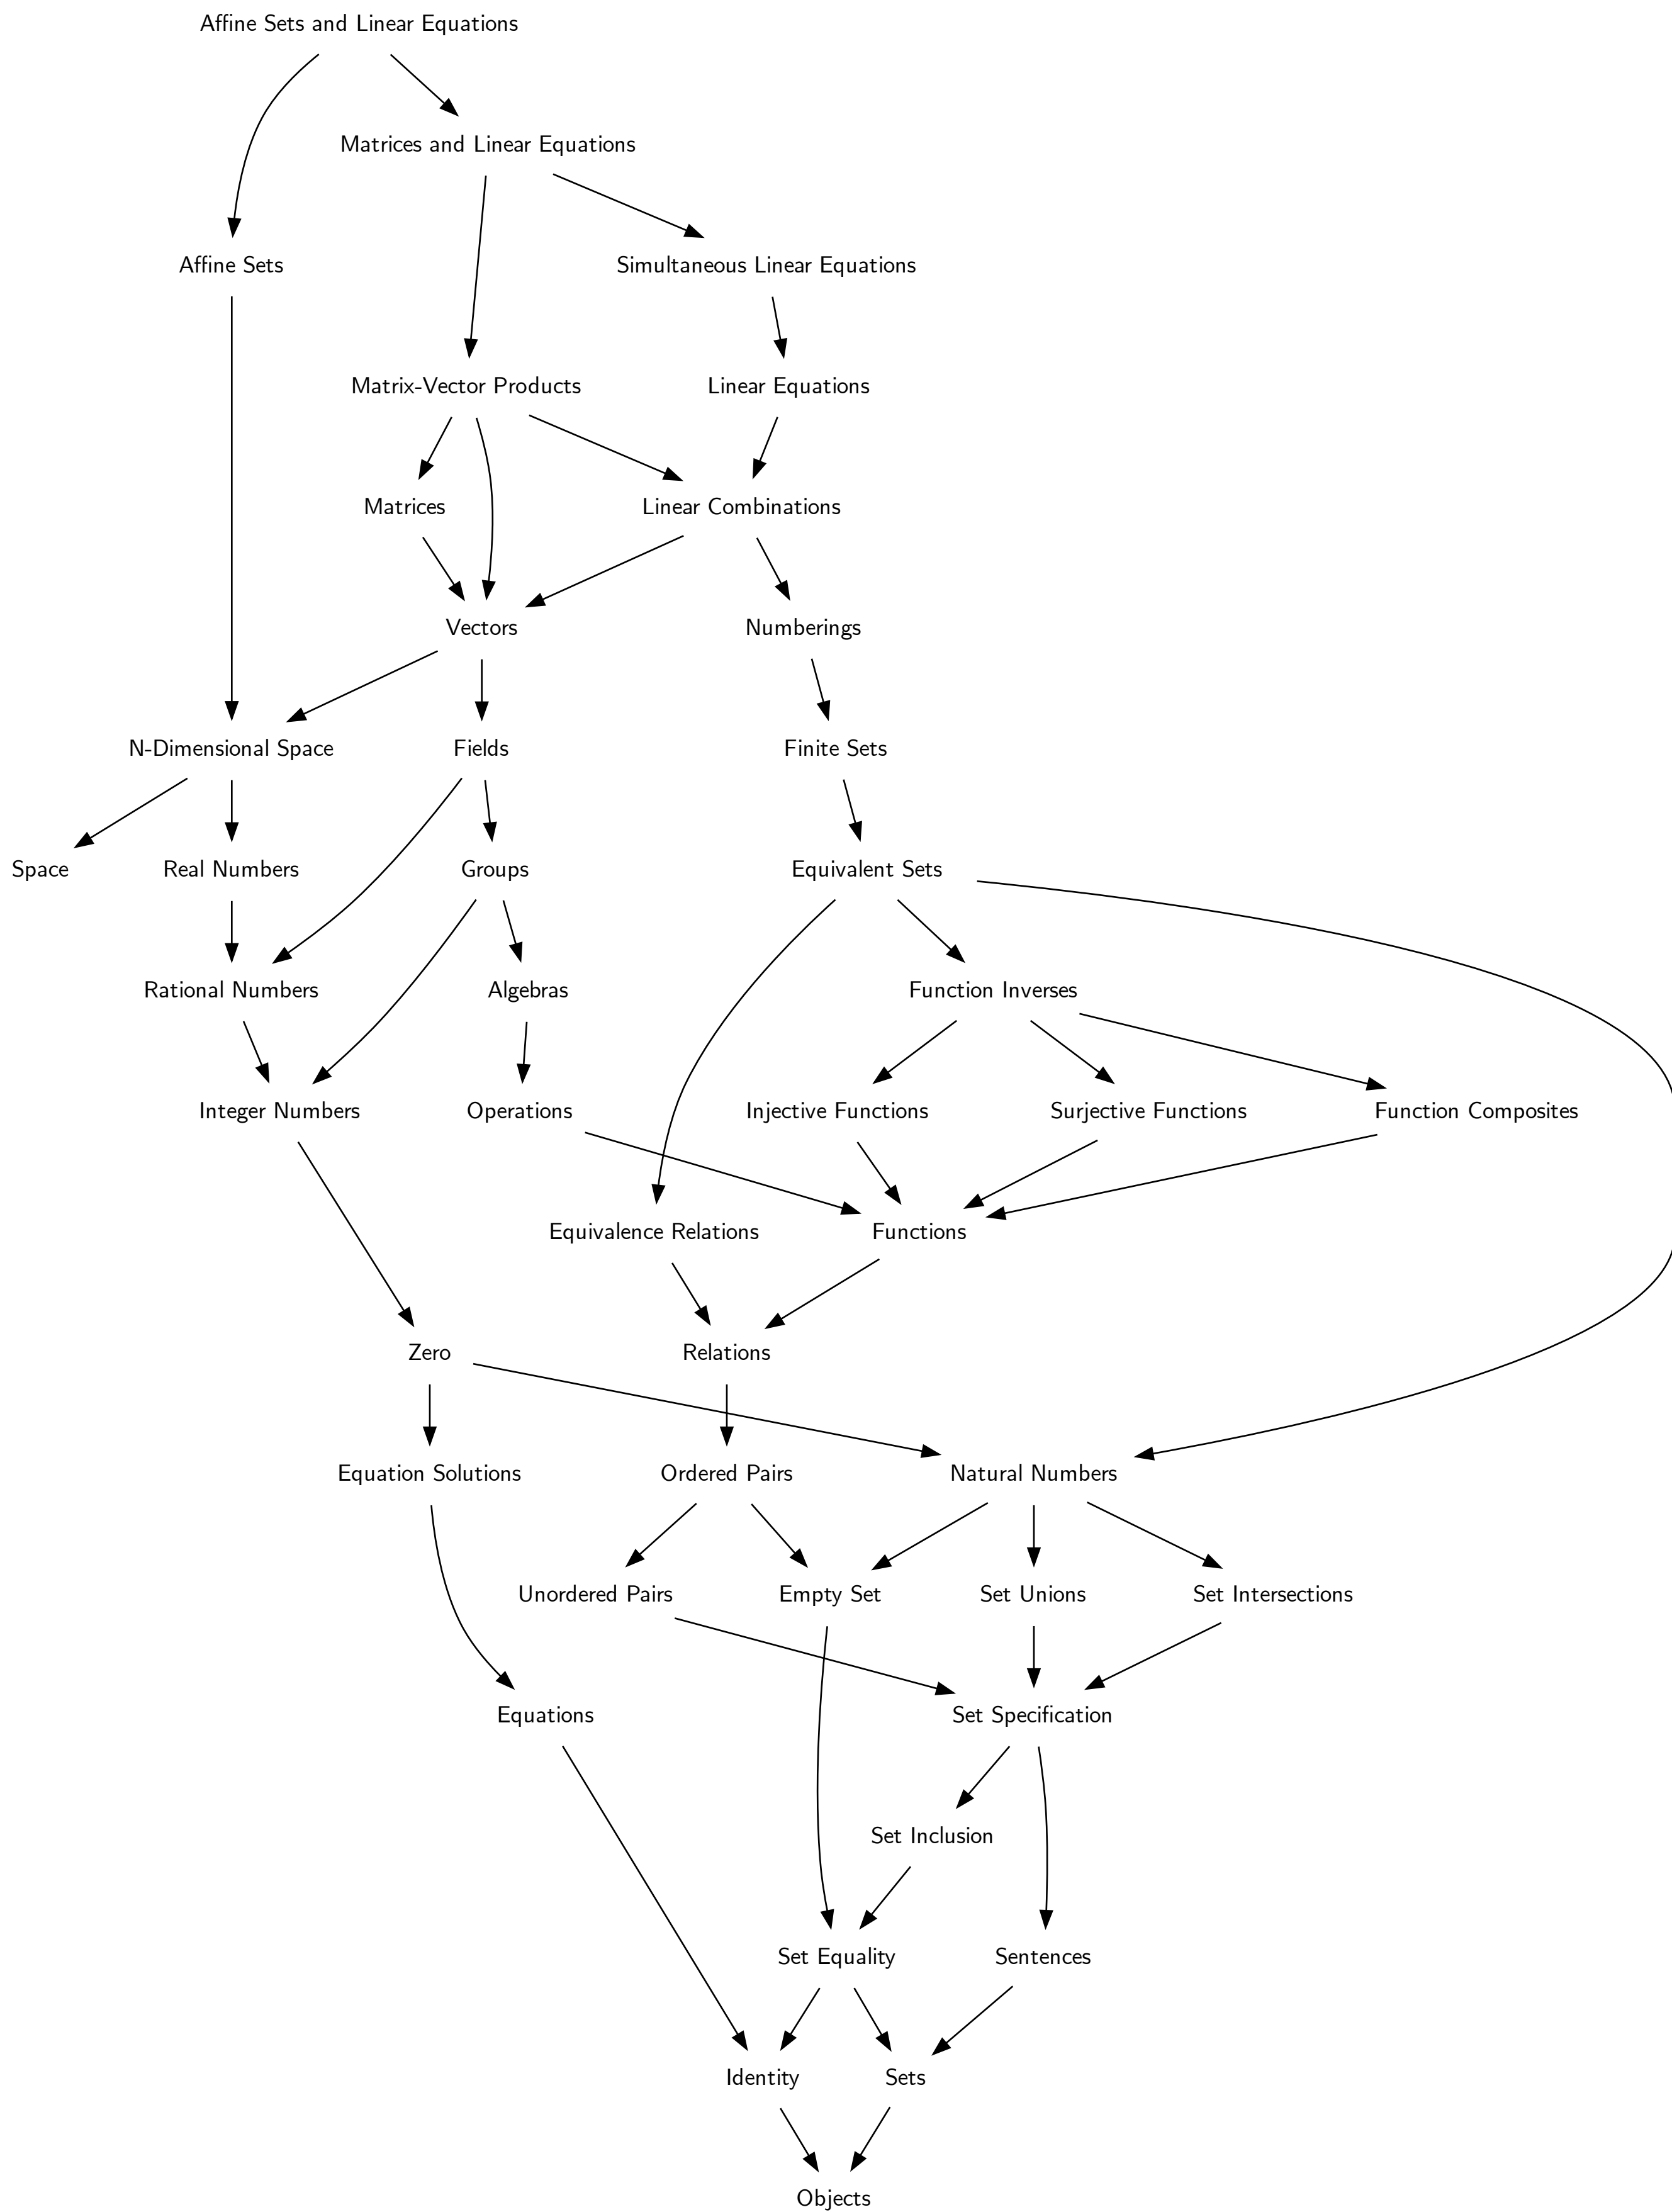 Affine Sets and Linear Equations
Matrices and Linear Equations
Affine Sets
Simultaneous Linear Equations
Matrix-Vector Products
Linear Equations
Matrices
Linear Combinations
Vectors
Numberings
N-Dimensional Space
Fields
Finite Sets
Space
Real Numbers
Groups
Equivalent Sets
Rational Numbers
Algebras
Function Inverses
Integer Numbers
Operations
Injective Functions
Surjective Functions
Function Composites
Equivalence Relations
Functions
Zero
Relations
Equation Solutions
Ordered Pairs
Natural Numbers
Unordered Pairs
Empty Set
Set Unions
Set Intersections
Equations
Set Specification
Set Inclusion
Set Equality
Sentences
Identity
Sets
Objects